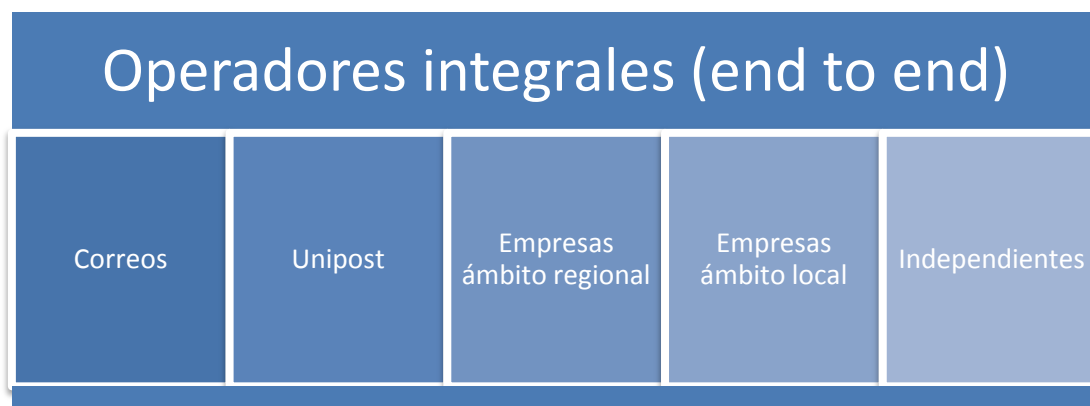 Operadores integrales (end to end)
Correos
Unipost
Empresas
ámbito regional
Empresas
ámbito local
Independientes